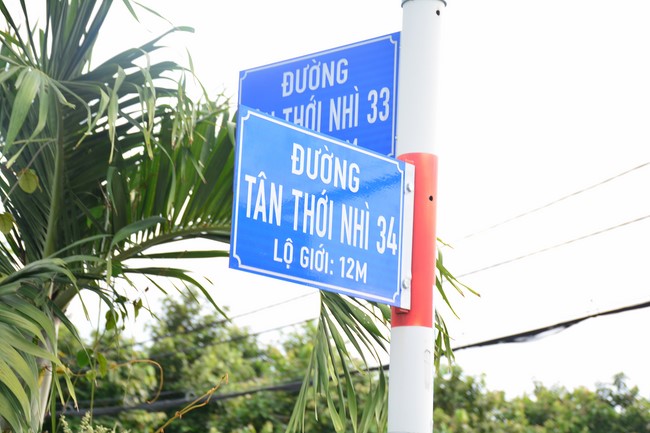 ĐƯỜNG
THỚI NHÌ 33
ĐƯỜNG
TÂN THỚI NHÌ 34
LỘ GIỚI: 12M